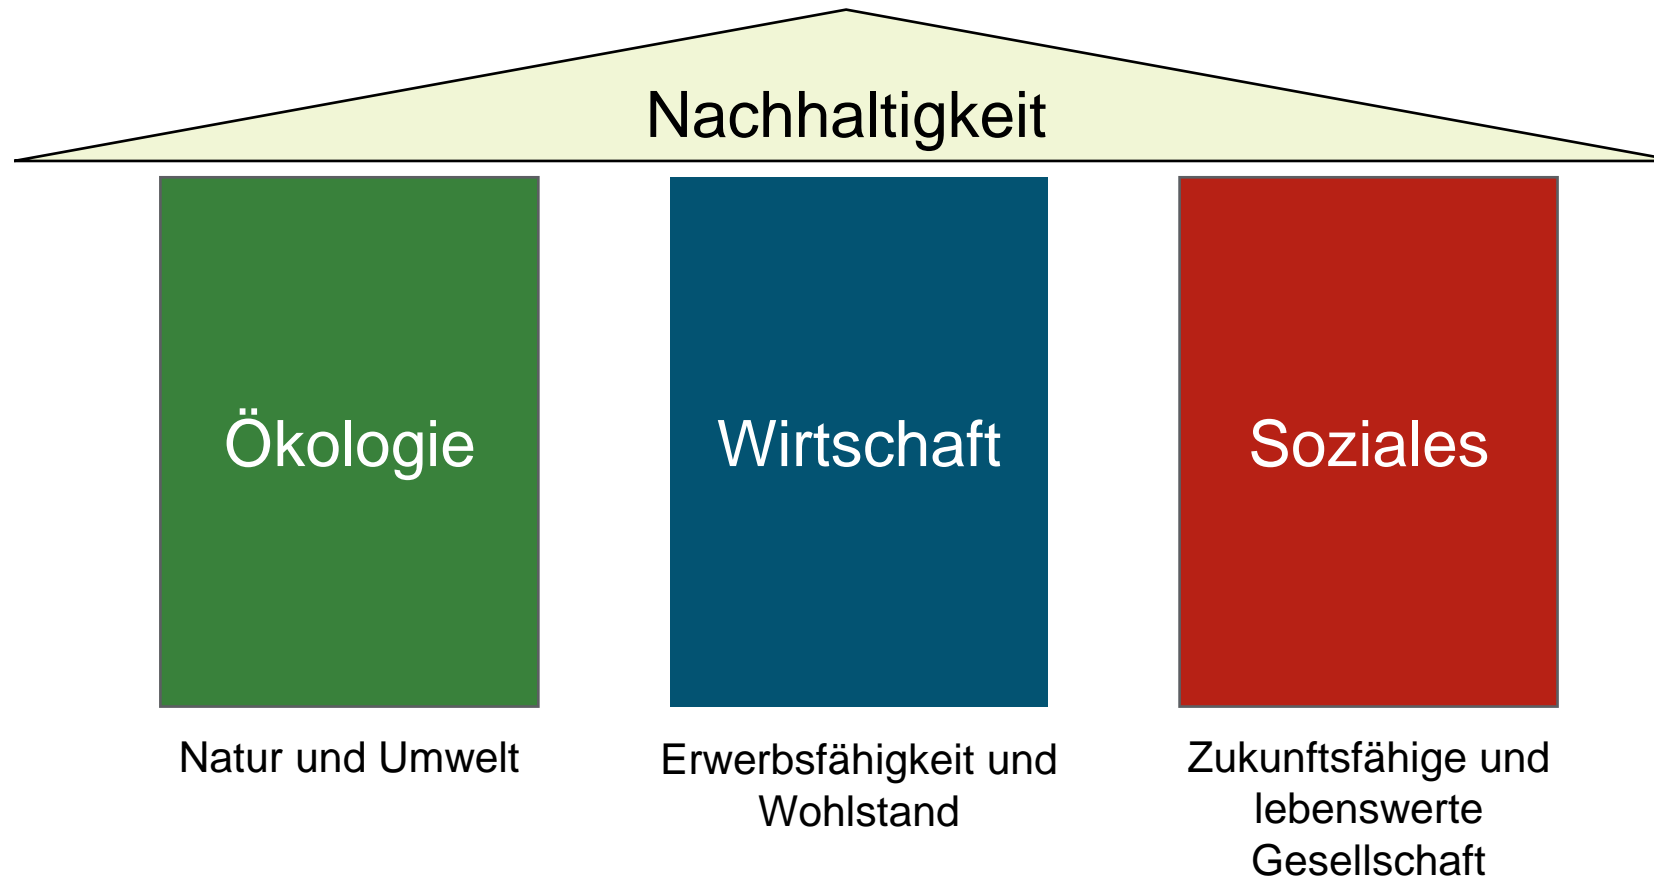 Nachhaltigkeit
Ökologie
Wirtschaft
Soziales
Natur und Umwelt
Erwerbsfähigkeit und
Wohlstand
Zukunftsfähige und
lebenswerte
Gesellschaft